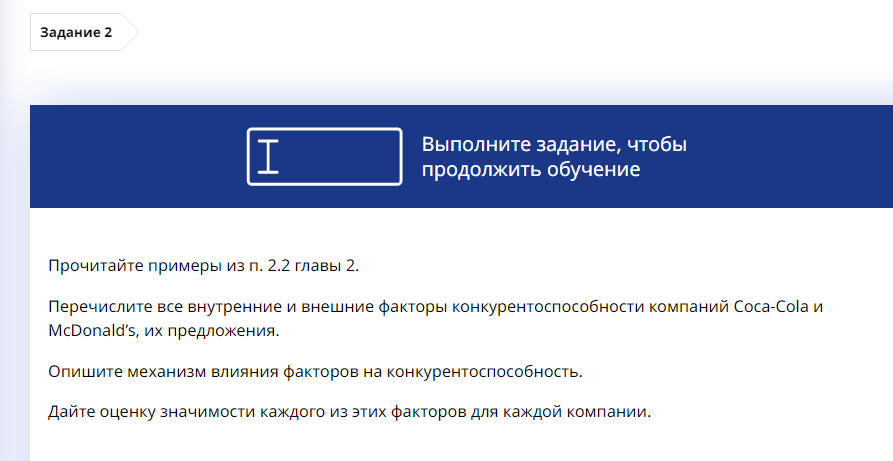 Задание 2
Выполните задание, чтобы
продолжить обучение
Прочитайте примеры из п. 2.2 главы 2.
Перечислите все внутренние и внешние факторы конкурентоспособности компаний Coca-Cola и
McDonald’s, их предложения.
Опишите механизм влияния факторов на конкурентоспособность.
Дайте оценку значимости каждого из этих факторов для каждой компании.